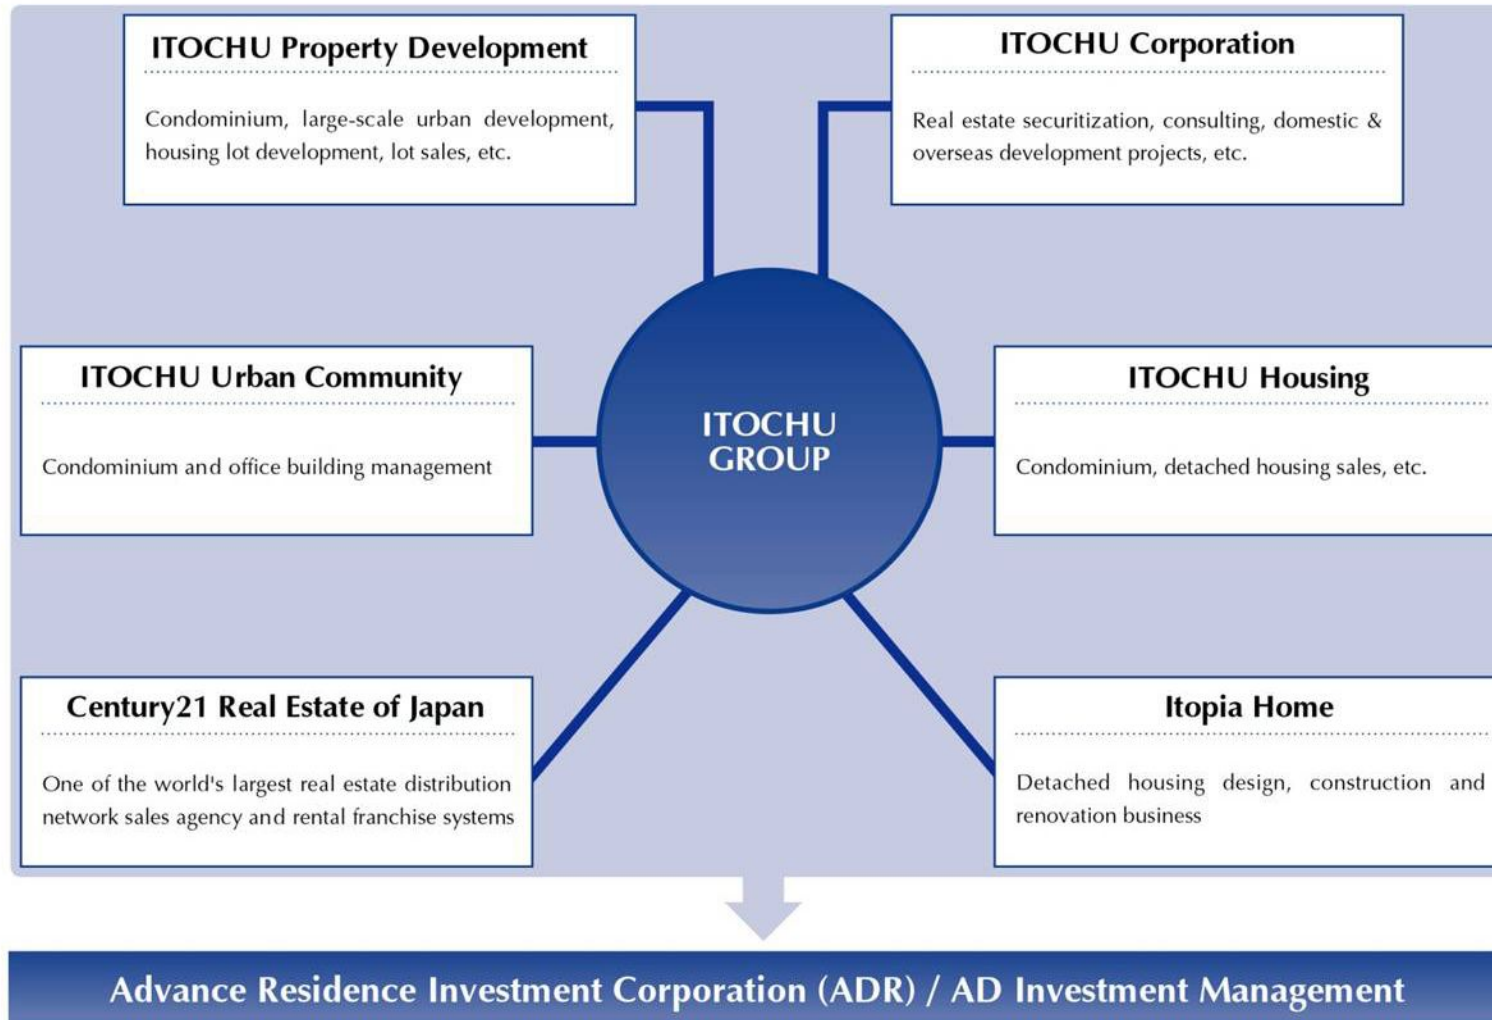 ITOCHU Property Development
Condominium, large-scale urban development,
housing lot development, lot sales, etc.
ITOCHU Corporation
Real estate securitization, consulting, domestic &
overseas development projects, etc.
ITOCHU Urban Community
Condominium and office building management
ITOCHU
GROUP
ITOCHU Housing
Condominium, detached housing sales, etc.
Century21 Real Estate of Japan
One of the world's largest real estate distribution
network sales agency and rental franchise systems
Itopia Home
Detached housing design, construction and
renovation business
Advance Residence Investment Corporation (ADR) / AD Investment Management